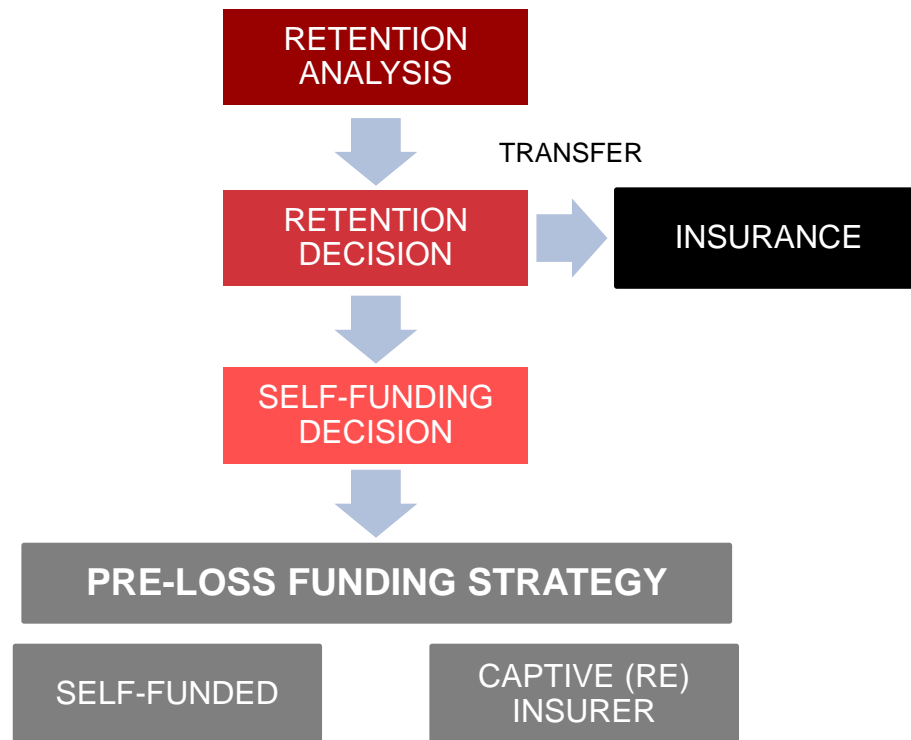 RETENTION
ANALYSIS
TRANSFER
RETENTION
DECISION
INSURANCE
SELF-FUNDING
DECISION
PRE-LOSS FUNDING STRATEGY
SELF-FUNDED
CAPTIVE (RE)
INSURER